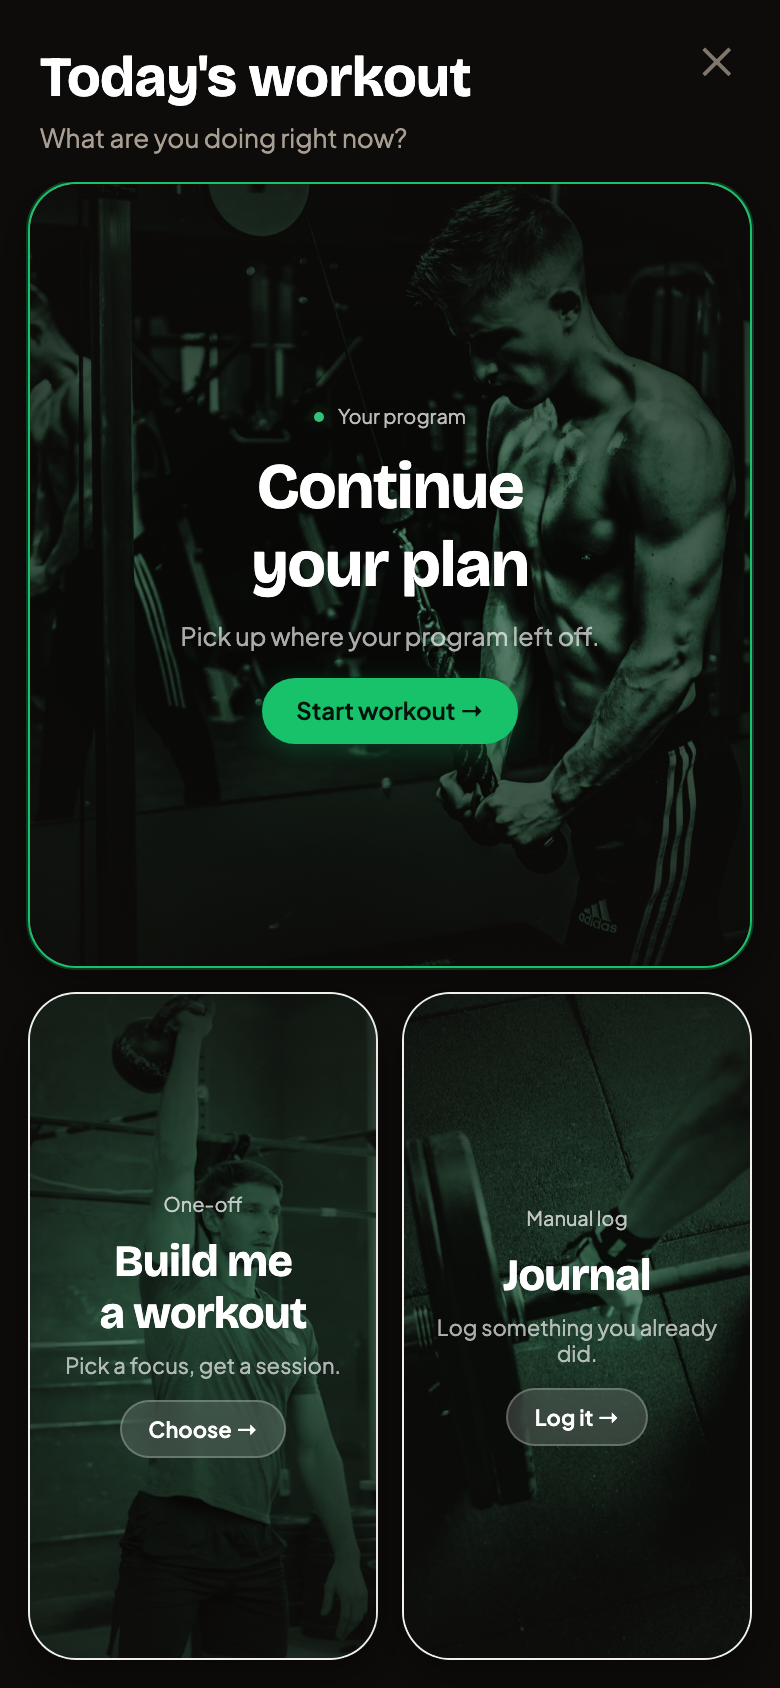 Today's workout
What are you doing right now?
Your program
Continue
your plan
Pick up where your program left off.
Start workout →
adidas
One-off
Build me
a workout
Pick a focus, get a session.
Choose →
Manual log
Journal
Log something you already
did.
Log it →